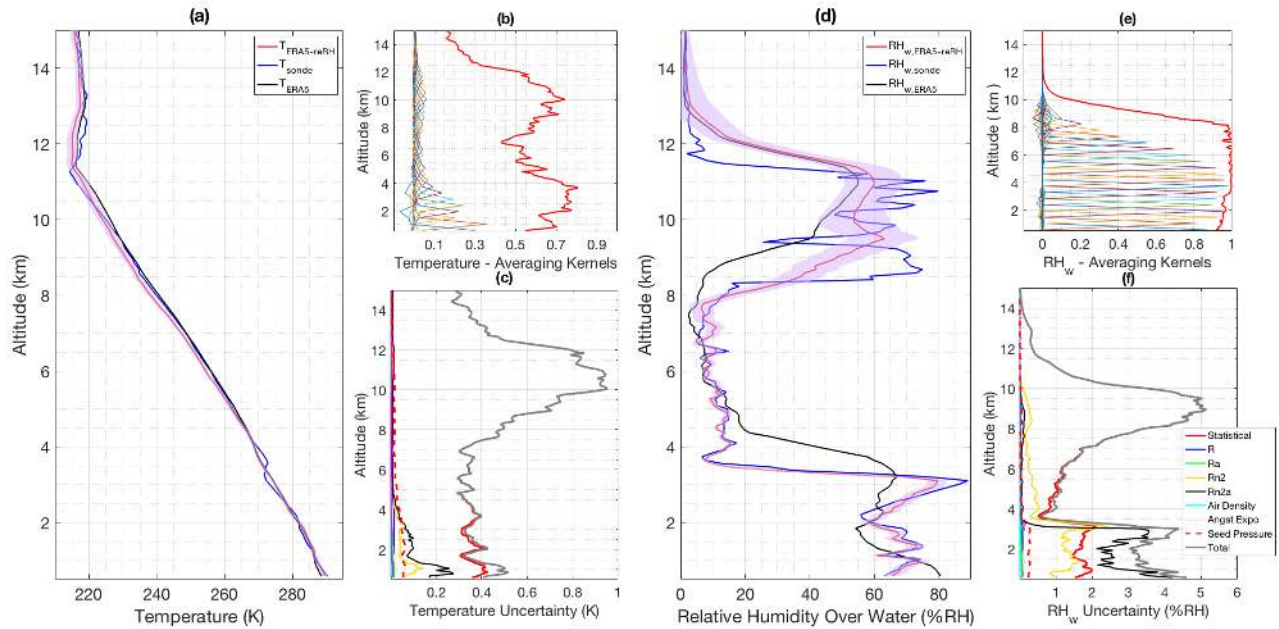 (a)
T_ERA5-reRH
T_sonde
T_ERA5
14
12
10
8
6
4
2
Altitude (km)
220 240 260 280
Temperature (K)
(b)
14
12
10
8
6
4
2
Altitude (km)
0.1 0.3 0.5 0.7 0.9
Temperature - Averaging Kernels
(c)
14
12
10
8
6
4
2
Altitude (km)
0 0.2 0.4 0.6 0.8 1
Temperature Uncertainty (K)
(d)
RH_w,ERA5-reRH
RH_w,sonde
RH_w,ERA5
14
12
10
8
6
4
2
Altitude (km)
0 20 40 60 80
Relative Humidity Over Water (%RH)
(e)
14
12
10
8
6
4
2
Altitude ( km )
0 0.2 0.4 0.6 0.8 1
RH_w - Averaging Kernels
(f)
14
12
10
8
6
4
2
Altitude (km)
Statistical
R
Ra
Rn2
Rn2a
Air Density
Angst Expo
Seed Pressure
Total
0 1 2 3 4 5 6
RH_w Uncertainty (%RH)